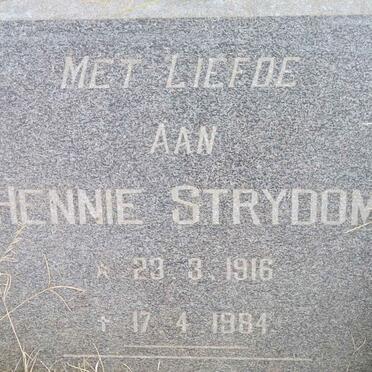 MET LIEFDE
AAN
HENNIE STRYDOM
* 23 3 1916
† 17 4 1984